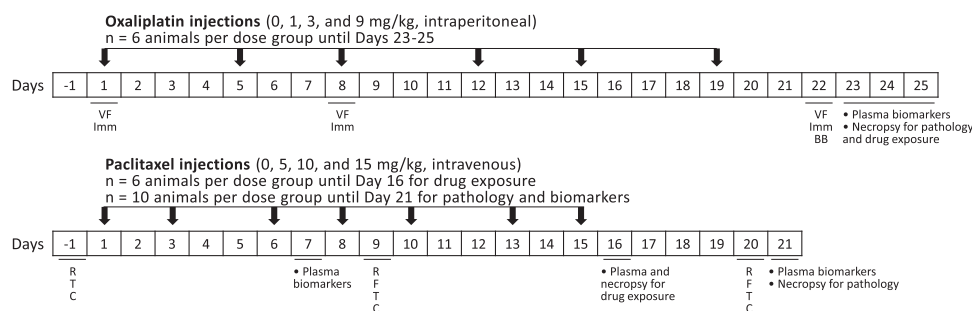 Oxaliplatin injections (0, 1, 3, and 9 mg/kg, intraperitoneal)
n = 6 animals per dose group until Days 23-25
Days -1 1 2 3 4 5 6 7 8 9 10 11 12 13 14 15 16 17 18 19 20 21 22 23 24 25
VF
Imm
VF
Imm
VF
Imm
BB
• Plasma biomarkers
• Necropsy for pathology
and drug exposure
Paclitaxel injections (0, 5, 10, and 15 mg/kg, intravenous)
n = 6 animals per dose group until Day 16 for drug exposure
n = 10 animals per dose group until Day 21 for pathology and biomarkers
Days -1 1 2 3 4 5 6 7 8 9 10 11 12 13 14 15 16 17 18 19 20 21
R
T
C
• Plasma
biomarkers
R
F
T
C
• Plasma and
necropsy for
drug exposure
R
F
T
C
• Plasma biomarkers
• Necropsy for pathology